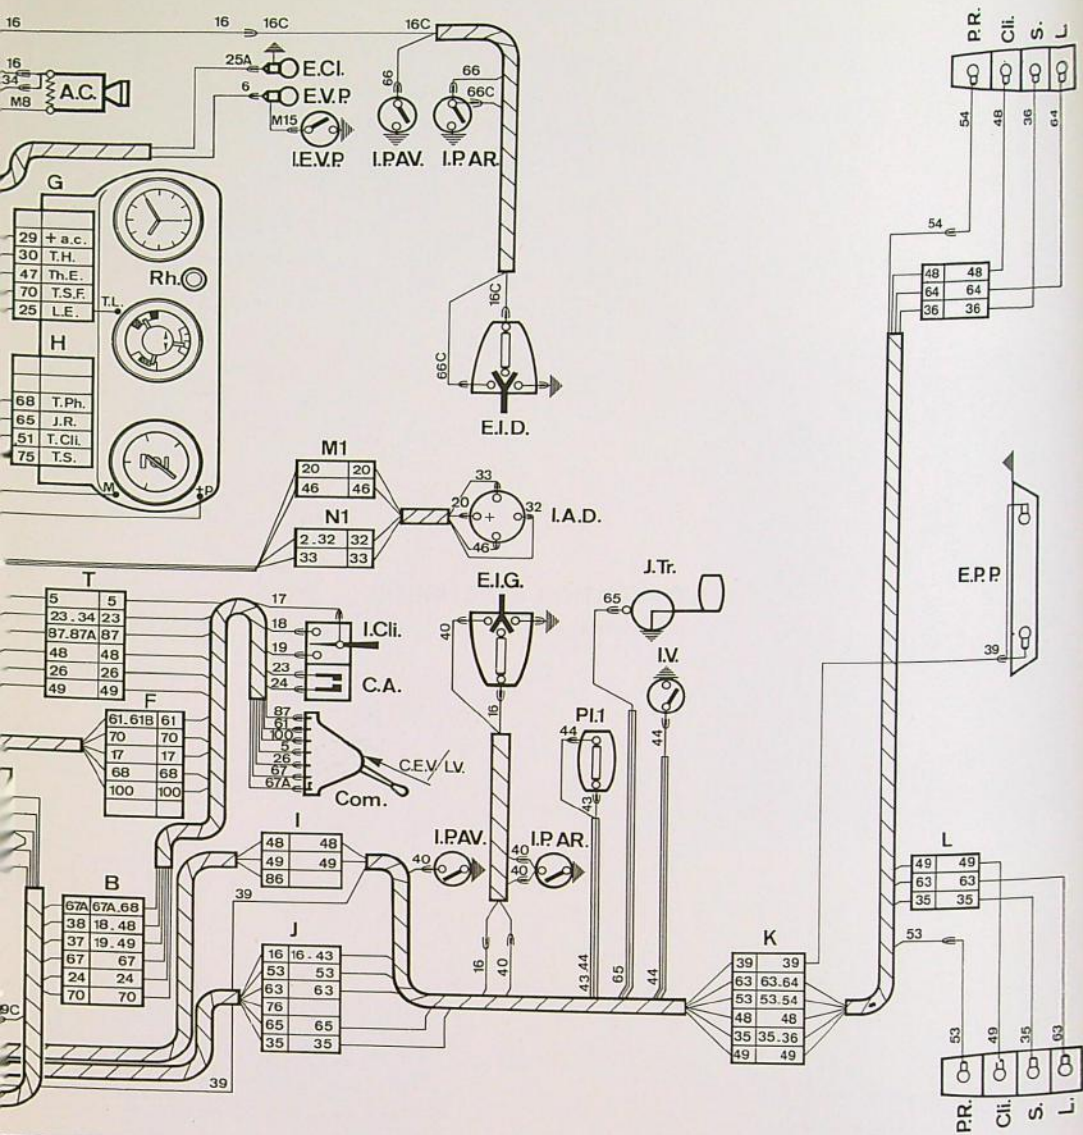 16
16
16C
16C
P.R.
Cli.
S.
L.
16
34
M8
A.C.
25A
E.Cl.
6
E.V.P.
M15
I.E.V.P.
66
I.PAV.
66
66C
I.P.AR.
54
48
36
64
G
29 + a.c.
30 T.H.
47 Th.E.
70 T.S.F.
25 L.E.
T.L.
Rh.
H
68 T.Ph.
65 J.R.
51 T.Cli.
75 T.S.
M
+P
16C
66C
E.I.D.
54
48 48
64 64
36 36
M1
20 20
46 46
N1
2.32 32
33 33
33
20
+
32
46
I.A.D.
E.P.P.
39
T
5 5
23.34 23
87.87A 87
48 48
26 26
49 49
17
18
19
23
24
I.Cli.
C.A.
E.I.G.
40
16
J.Tr.
65
I.V.
44
Pl.1
44
43
F
61.61B 61
70 70
17 17
68 68
100 100
87
61
100
5
26
67
67A
C.E.V/I.V.
Com.
I
48 48
49 49
86
39
I.PAV.
40
I.P.AR.
40
40
16
40
43.44
65
44
B
67A 67A.68
38 18.48
37 19.49
67 67
24 24
70 70
J
16 16.43
53 53
63 63
76
65 65
35 35
K
39 39
63 63.64
53 53.54
48 48
35 35.36
49 49
L
49 49
63 63
35 35
53
9C
39
53
49
35
63
P.R.
Cli.
S.
L.